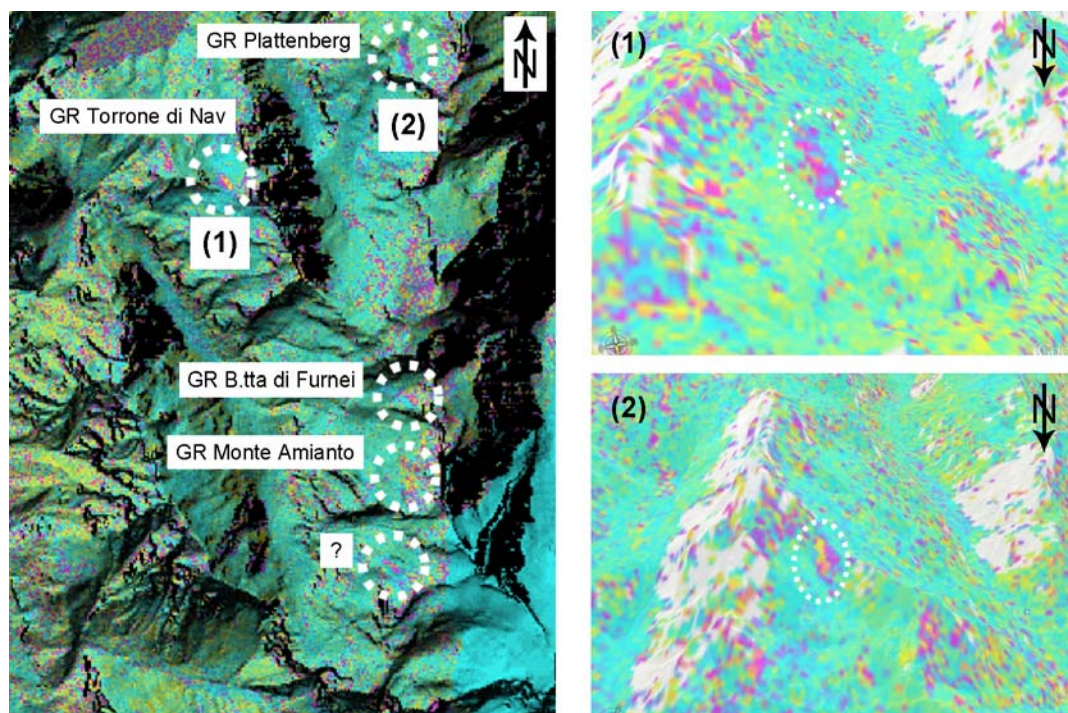 GR Plattenberg
N
(2)
GR Torrone di Nav
(1)
GR B.tta di Furnei
GR Monte Amianto
?
(1)
N
(2)
N